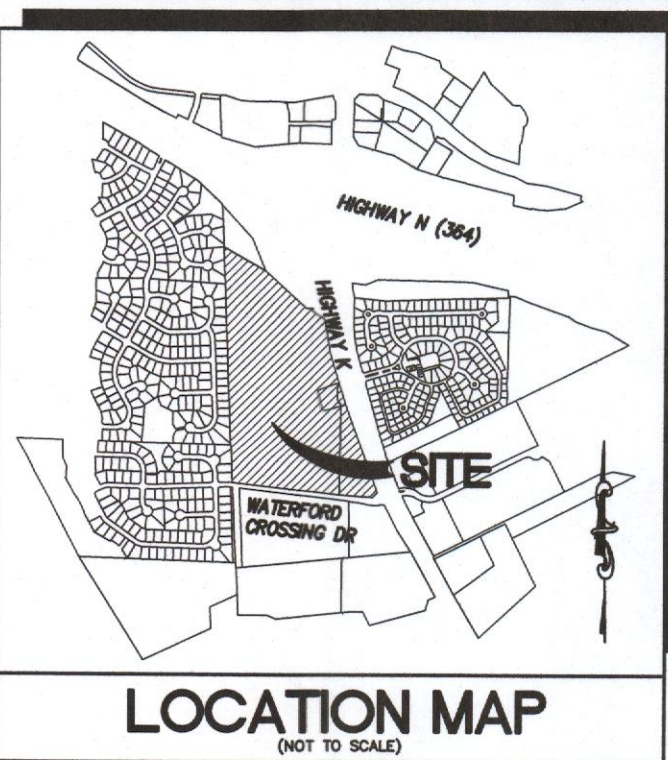 HIGHWAY N (364)
HIGHWAY K
SITE
WATERFORD
CROSSING DR
LOCATION MAP
(NOT TO SCALE)